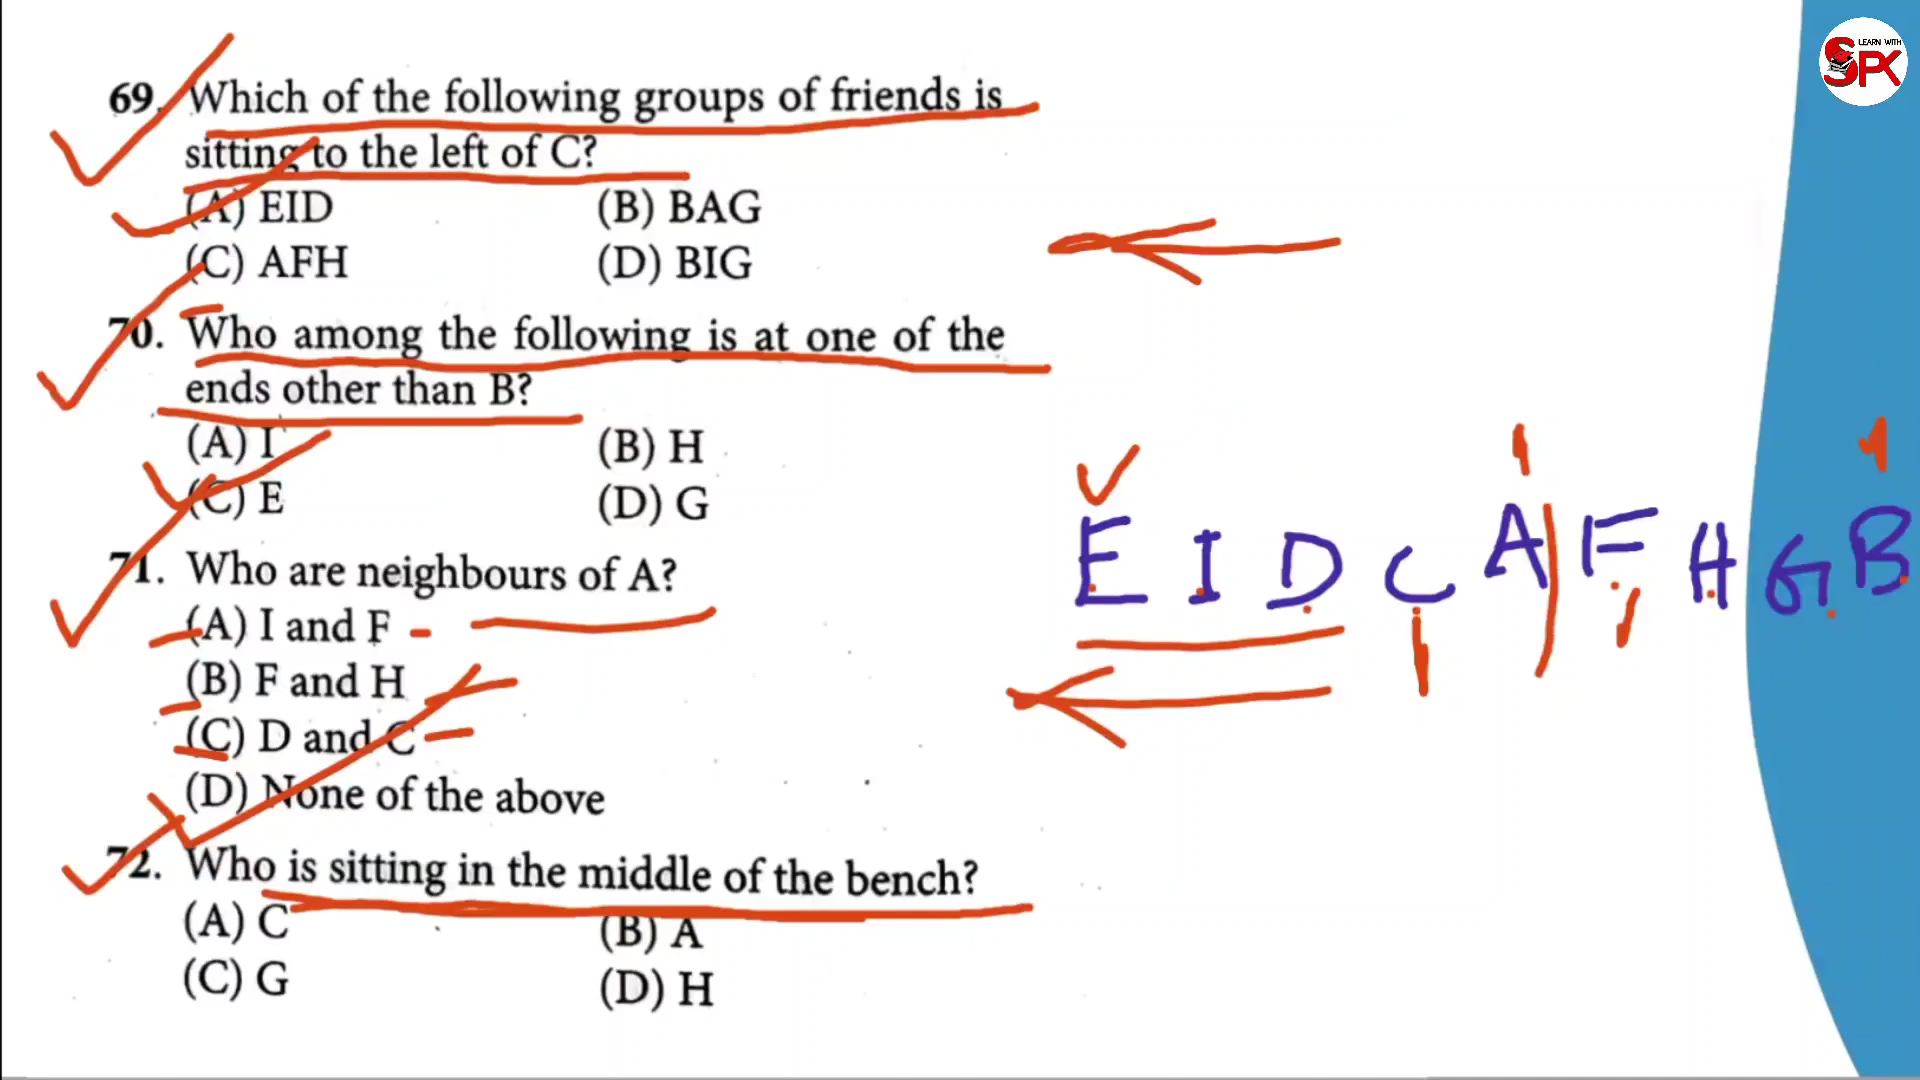 LEARN WITH
SPK
69. Which of the following groups of friends is
sitting to the left of C?
(A) EID (B) BAG
(C) AFH (D) BIG
70. Who among the following is at one of the
ends other than B?
(A) I (B) H
(C) E (D) G
71. Who are neighbours of A?
(A) I and F
(B) F and H
(C) D and C
(D) None of the above
72. Who is sitting in the middle of the bench?
(A) C (B) A
(C) G (D) H
E I D C A F H G B